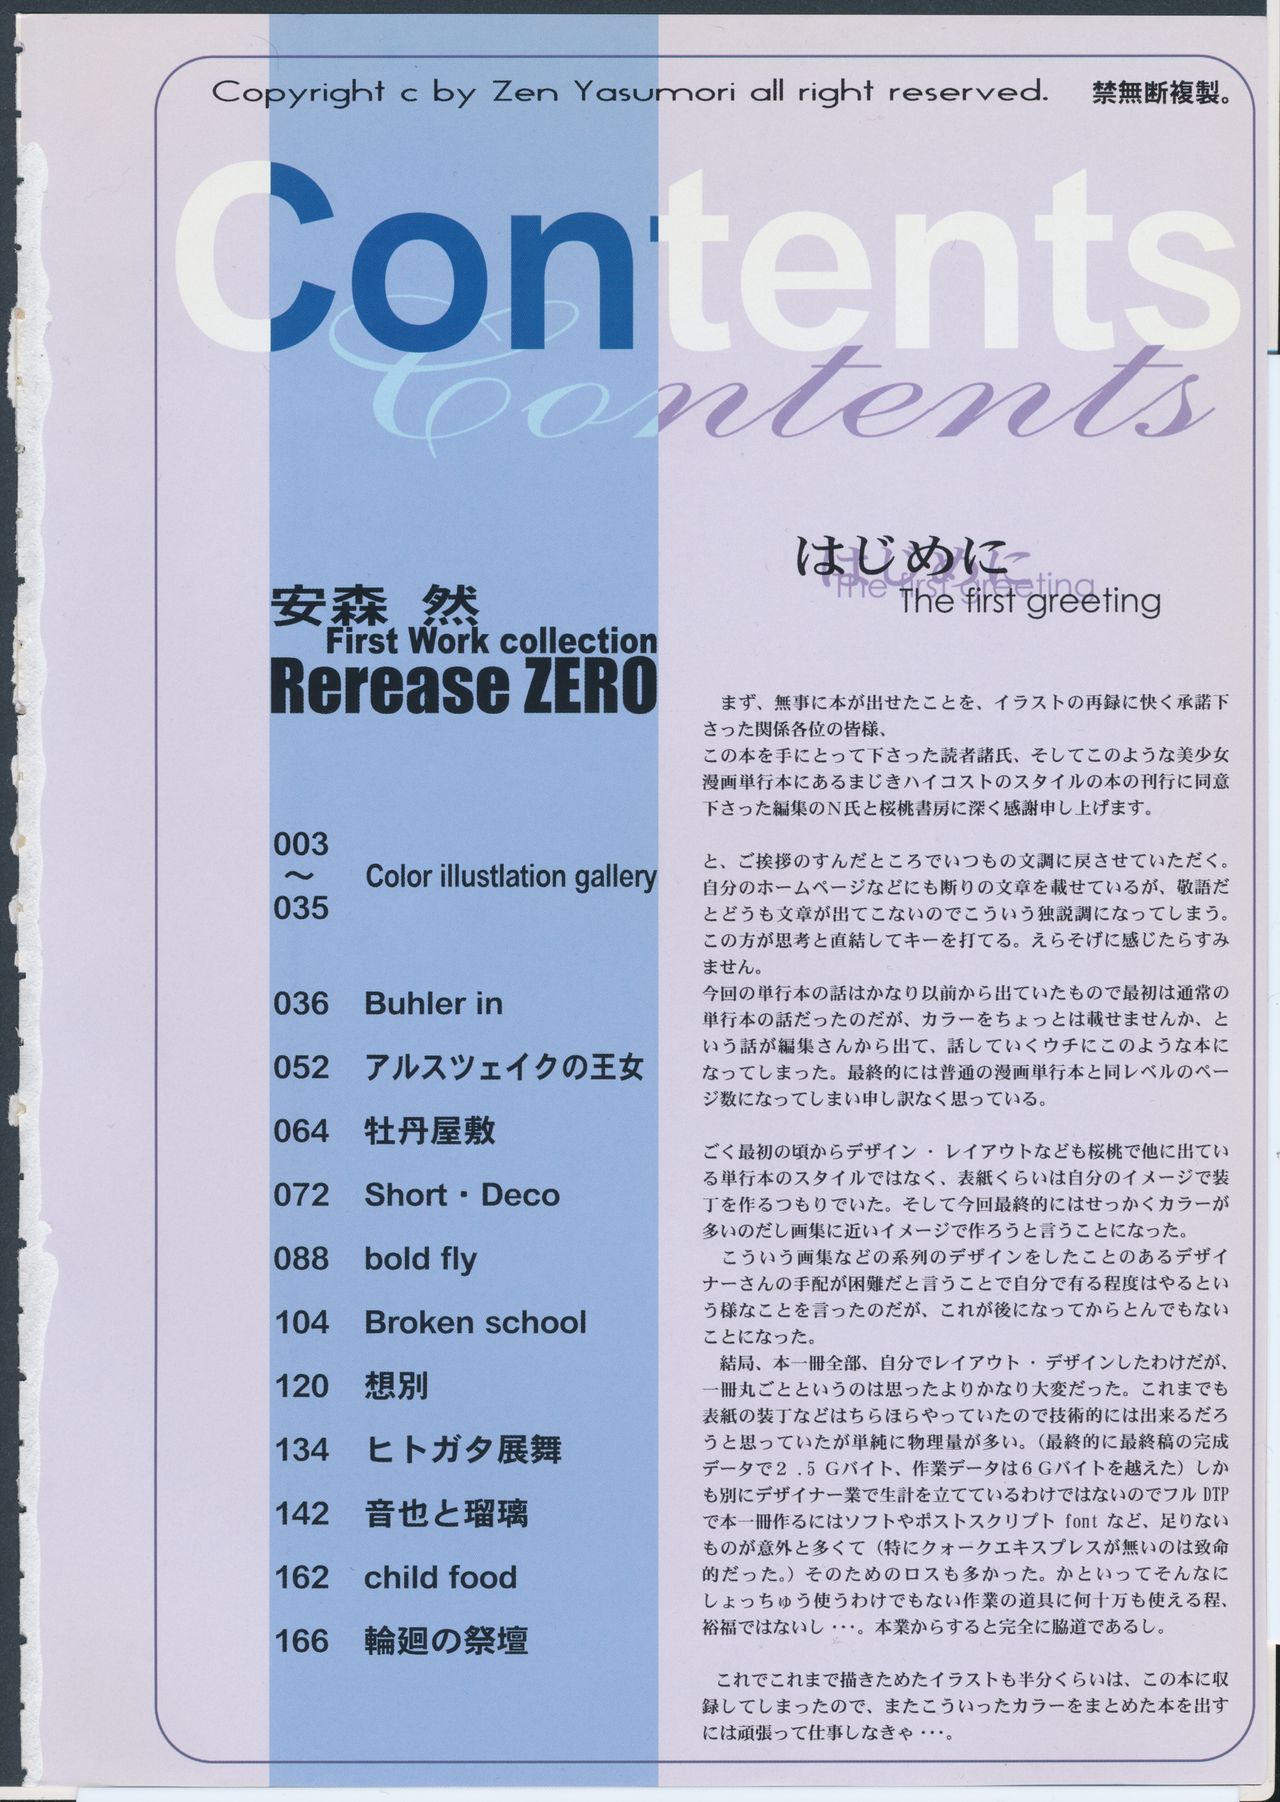 Copyright c by Zen Yasumori all right reserved. 禁無断複製。
Contents
Contents
安森 然
First Work collection
Rerease ZERO
003
～
035
Color illustlation gallery
036 Buhler in
052 アルスツェイクの王女
064 牡丹屋敷
072 Short・Deco
088 bold fly
104 Broken school
120 想別
134 ヒトガタ展舞
142 音也と瑠璃
162 child food
166 輪廻の祭壇
はじめに
はじめに
The first greeting
The first greeting
まず、無事に本が出せたことを、イラストの再録に快く承諾下
さった関係各位の皆様、
この本を手にとって下さった読者諸氏、そしてこのような美少女
漫画単行本にあるまじきハイコストのスタイルの本の刊行に同意
下さった編集のＮ氏と桜桃書房に深く感謝申し上げます。
と、ご挨拶のすんだところでいつもの文調に戻させていただく。
自分のホームページなどにも断りの文章を載せているが、敬語だ
とどうも文章が出てこないのでこういう独説調になってしまう。
この方が思考と直結してキーを打てる。えらそげに感じたらすみ
ません。
今回の単行本の話はかなり以前から出ていたもので最初は通常の
単行本の話だったのだが、カラーをちょっとは載せませんか、と
いう話が編集さんから出て、話していくウチにこのような本に
なってしまった。最終的には普通の漫画単行本と同レベルのペー
ジ数になってしまい申し訳なく思っている。
ごく最初の頃からデザイン・レイアウトなども桜桃で他に出てい
る単行本のスタイルではなく、表紙くらいは自分のイメージで装
丁を作るつもりでいた。そして今回最終的にはせっかくカラーが
多いのだし画集に近いイメージで作ろうと言うことになった。
こういう画集などの系列のデザインをしたことのあるデザイ
ナーさんの手配が困難だと言うことで自分で有る程度はやるとい
う様なことを言ったのだが、これが後になってからとんでもない
ことになった。
結局、本一冊全部、自分でレイアウト・デザインしたわけだが、
一冊丸ごとというのは思ったよりかなり大変だった。これまでも
表紙の装丁などはちらほらやっていたので技術的には出来るだろ
うと思っていたが単純に物理量が多い。（最終的に最終稿の完成
データで２.５Ｇバイト、作業データは６Ｇバイトを越えた）しか
も別にデザイナー業で生計を立てているわけではないのでフル DTP
で本一冊作るにはソフトやポストスクリプト font など、足りない
ものが意外と多くて（特にクォークエキスプレスが無いのは致命
的だった。）そのためのロスも多かった。かといってそんなに
しょっちゅう使うわけでもない作業の道具に何十万も使える程、
裕福ではないし・・・。本業からすると完全に脇道であるし。
これでこれまで描きためたイラストも半分くらいは、この本に収
録してしまったので、またこういったカラーをまとめた本を出す
には頑張って仕事しなきゃ・・・。